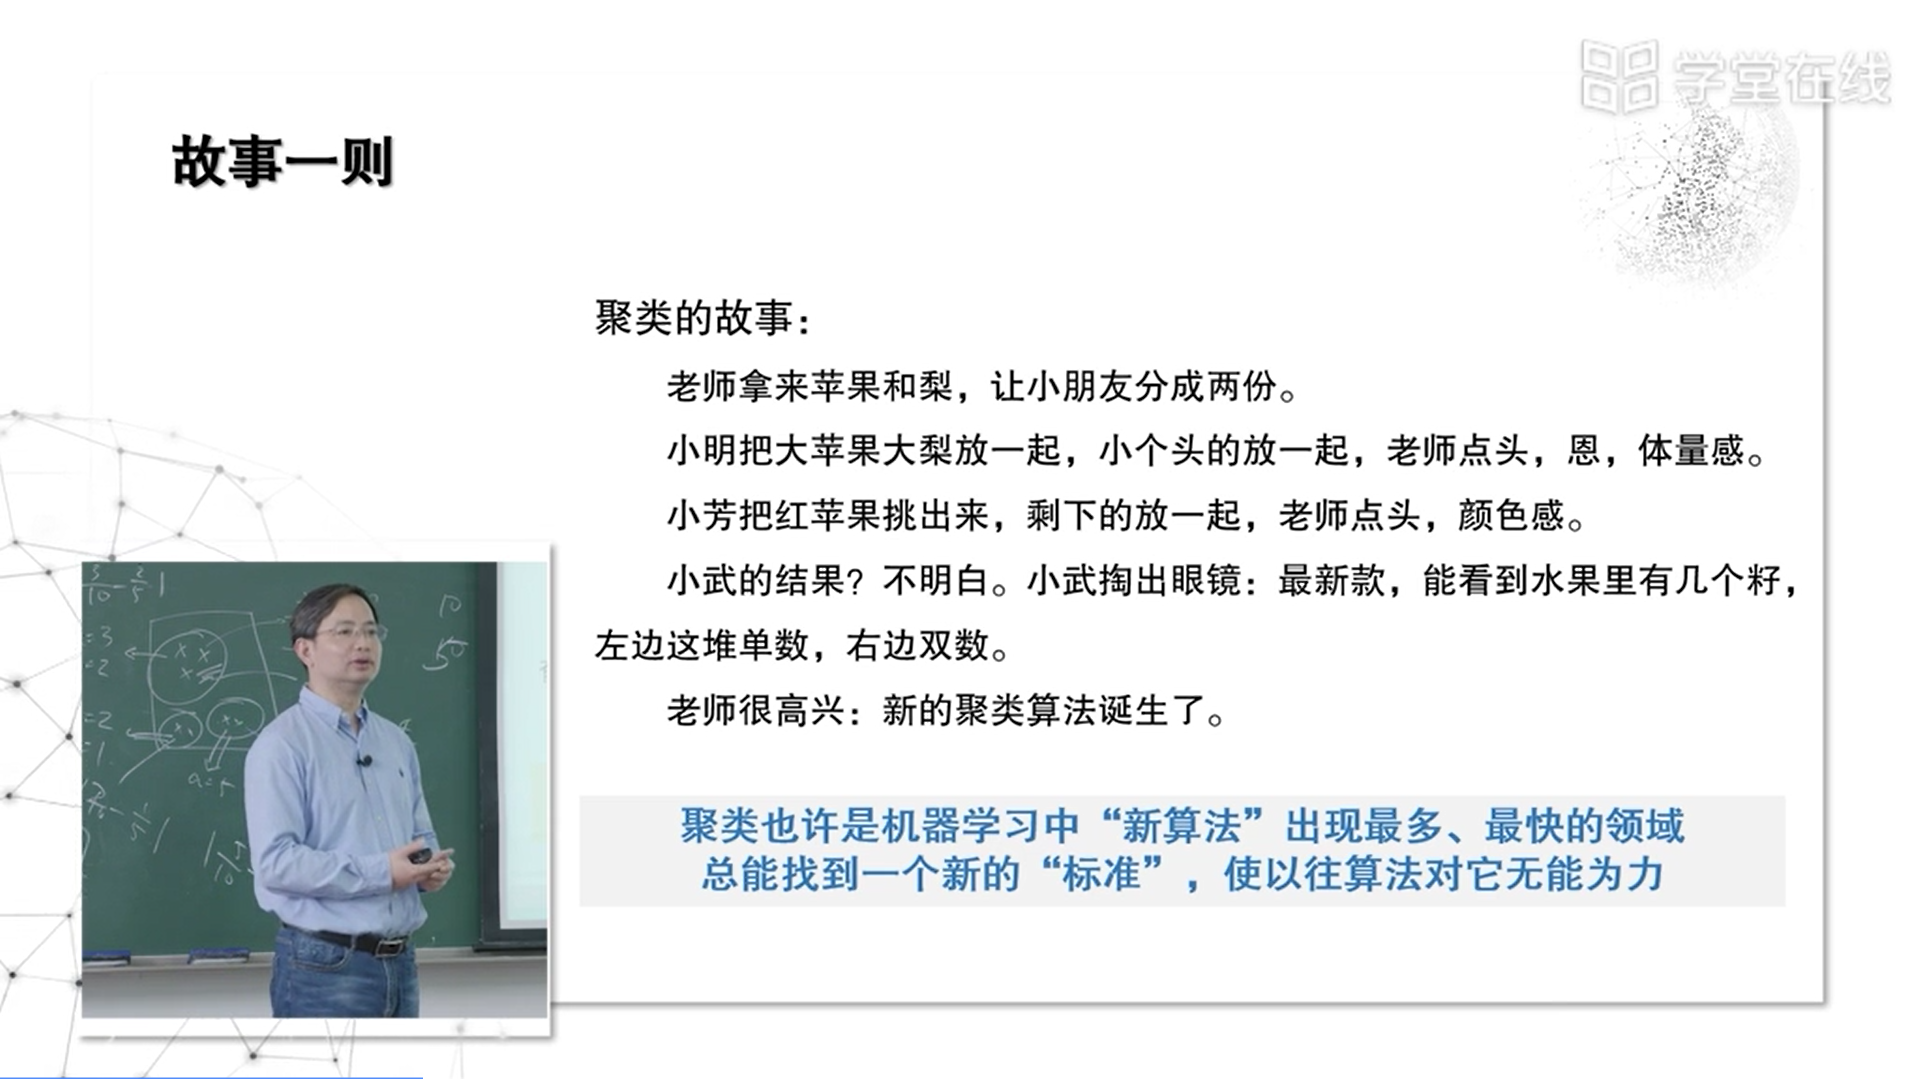 学堂在线
故事一则
聚类的故事：
老师拿来苹果和梨，让小朋友分成两份。
小明把大苹果大梨放一起，小个头的放一起，老师点头，恩，体量感。
小芳把红苹果挑出来，剩下的放一起，老师点头，颜色感。
小武的结果？不明白。小武掏出眼镜：最新款，能看到水果里有几个籽，
左边这堆单数，右边双数。
老师很高兴：新的聚类算法诞生了。
聚类也许是机器学习中“新算法”出现最多、最快的领域
总能找到一个新的“标准”，使以往算法对它无能为力
10
50
=3
=2
=2
=1